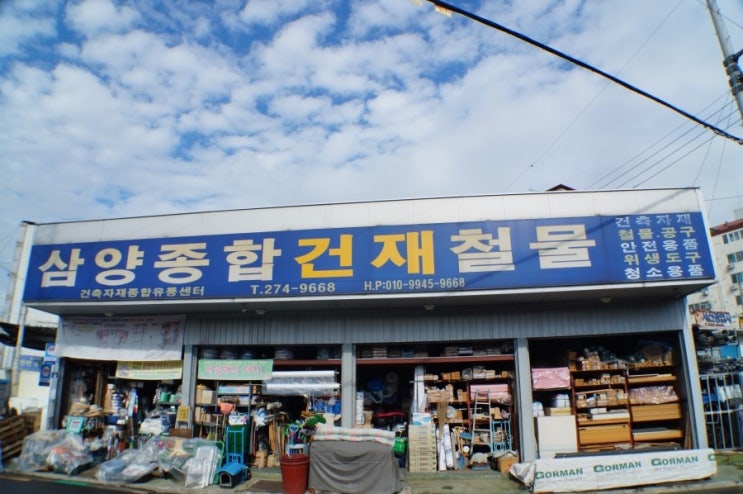 삼양종합건재철물
건축자재종합유통센터 T.274-9668 H.P:010-9945-9668
건축자재
철물공구
안전용품
위생도구
청소용품
GORMAN GORMAN GORMAN